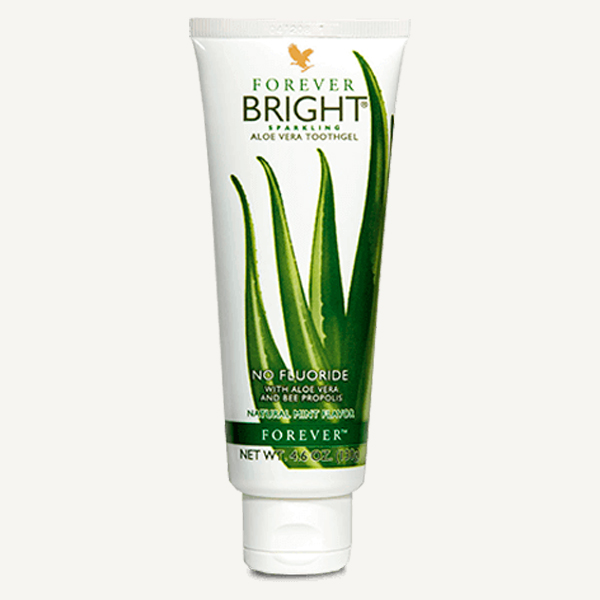 FOREVER
BRIGHT®
SPARKLING
ALOE VERA TOOTHGEL
NO FLUORIDE
WITH ALOE VERA
AND BEE PROPOLIS
NATURAL MINT FLAVOR
FOREVER™
NET WT. 4.6 OZ.